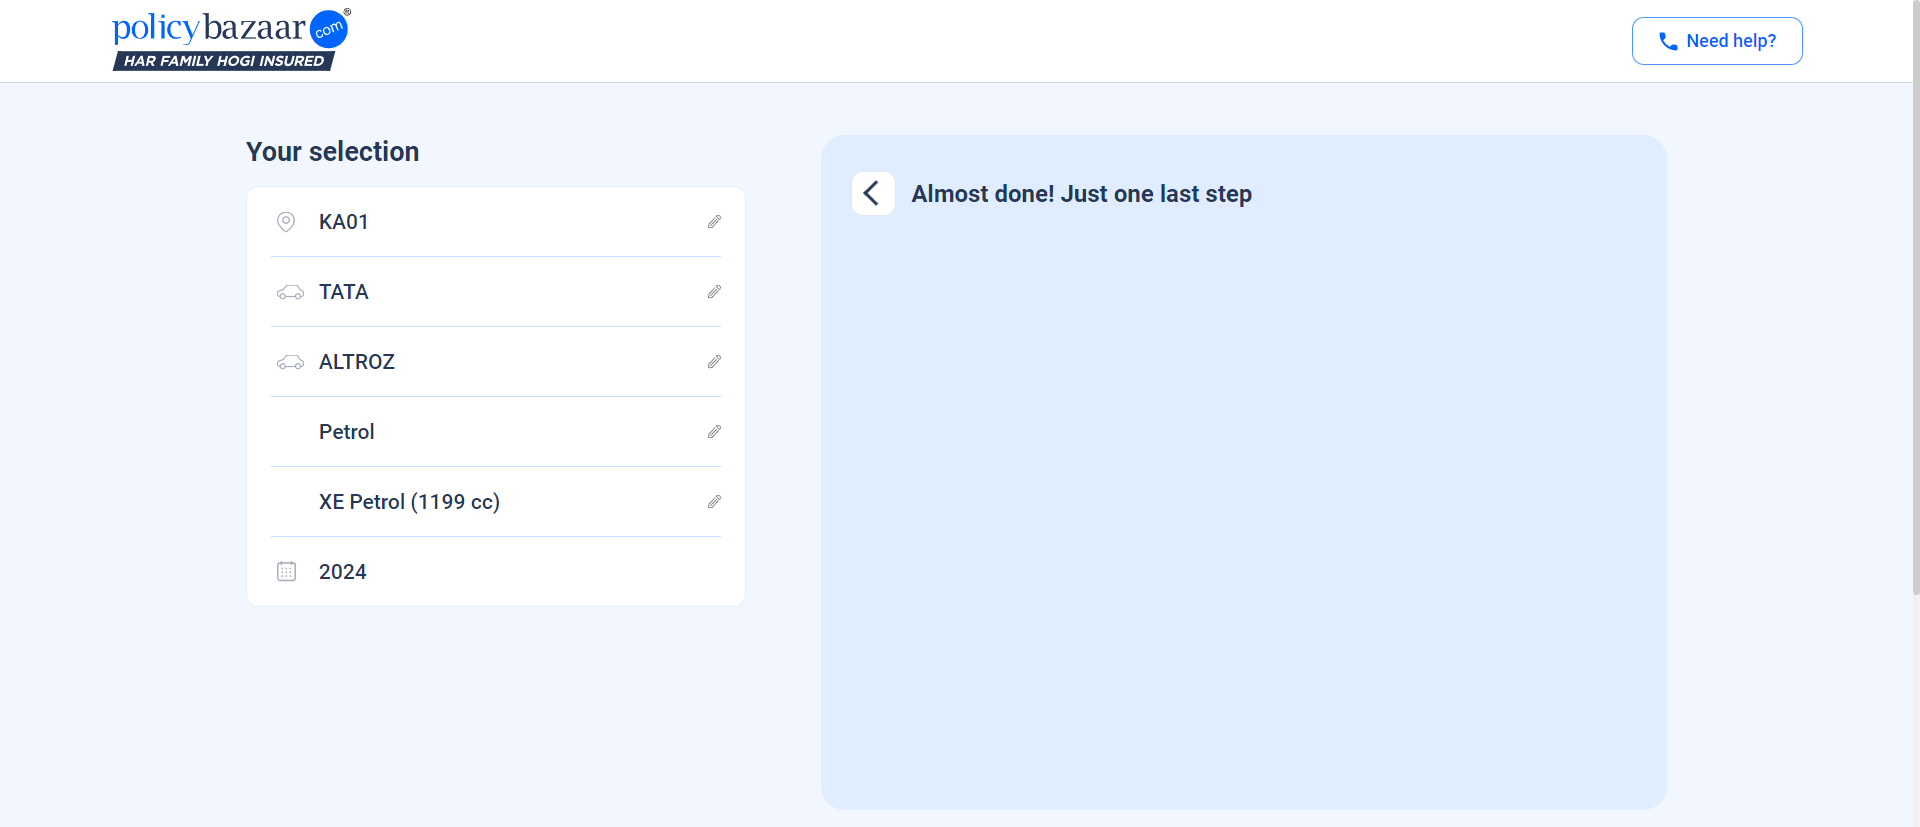 policybazaar.com®
HAR FAMILY HOGI INSURED
Need help?
Your selection
KA01
TATA
ALTROZ
Petrol
XE Petrol (1199 cc)
2024
Almost done! Just one last step